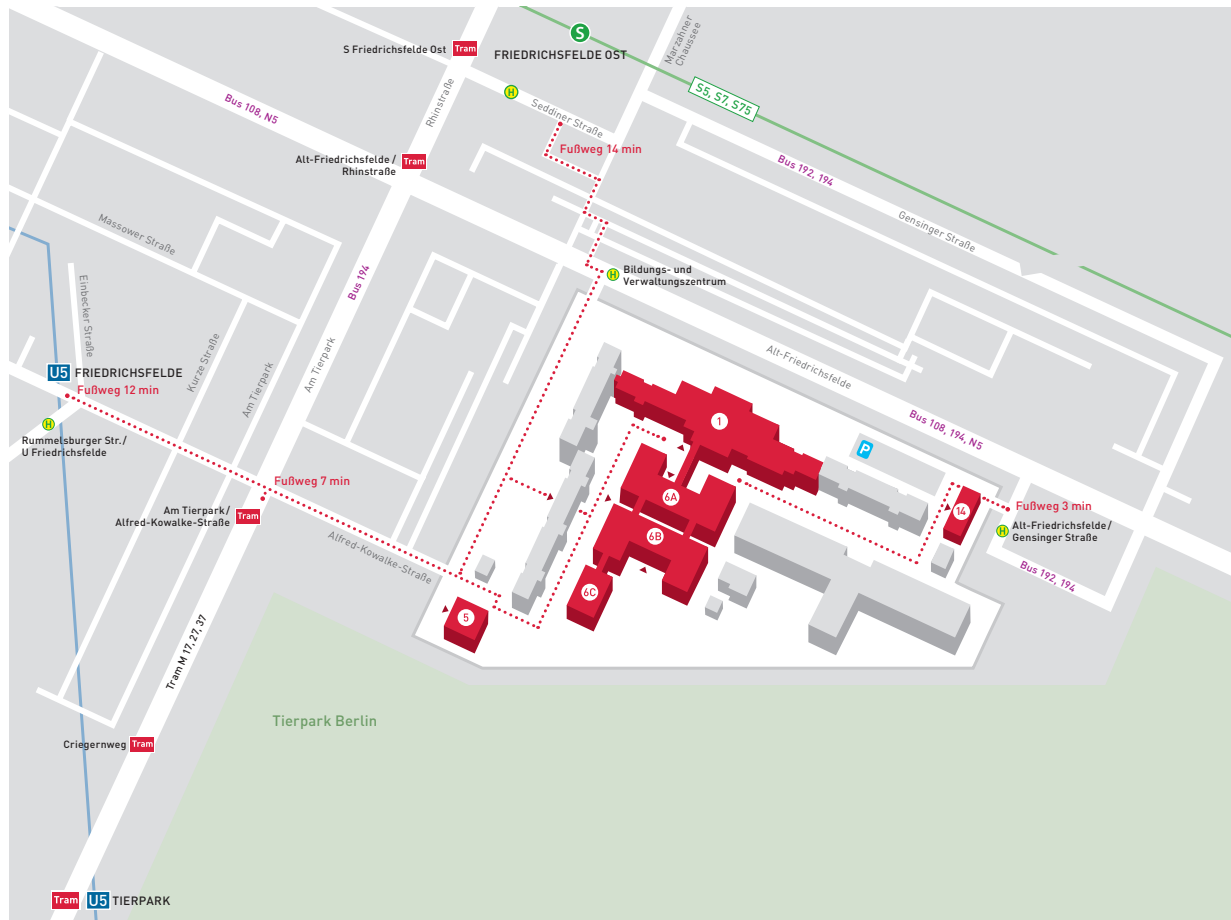 S
Marzahner
Chaussee
S Friedrichsfelde Ost
Tram
FRIEDRICHSFELDE OST
S5, S7, S75
H
Seddiner Straße
Rhinstraße
Bus 108, N5
Fußweg 14 min
Alt-Friedrichsfelde /
Rhinstraße
Tram
Bus 192, 194
Gensinger Straße
Massower Straße
Bus 194
H
Bildungs- und
Verwaltungszentrum
Einbecker Straße
Kurze Straße
Am Tierpark
Am Tierpark
U5 FRIEDRICHSFELDE
Fußweg 12 min
Alt-Friedrichsfelde
Bus 108, 194, N5
H
Rummelsburger Str./
U Friedrichsfelde
1
P
Fußweg 7 min
6A
Am Tierpark/
Alfred-Kowalke-Straße
Tram
14
Fußweg 3 min
H
Alt-Friedrichsfelde /
Gensinger Straße
6B
Alfred-Kowalke-Straße
Bus 192, 194
6C
5
Tram M 17, 27, 37
Tierpark Berlin
Criegernweg
Tram
Tram
U5 TIERPARK